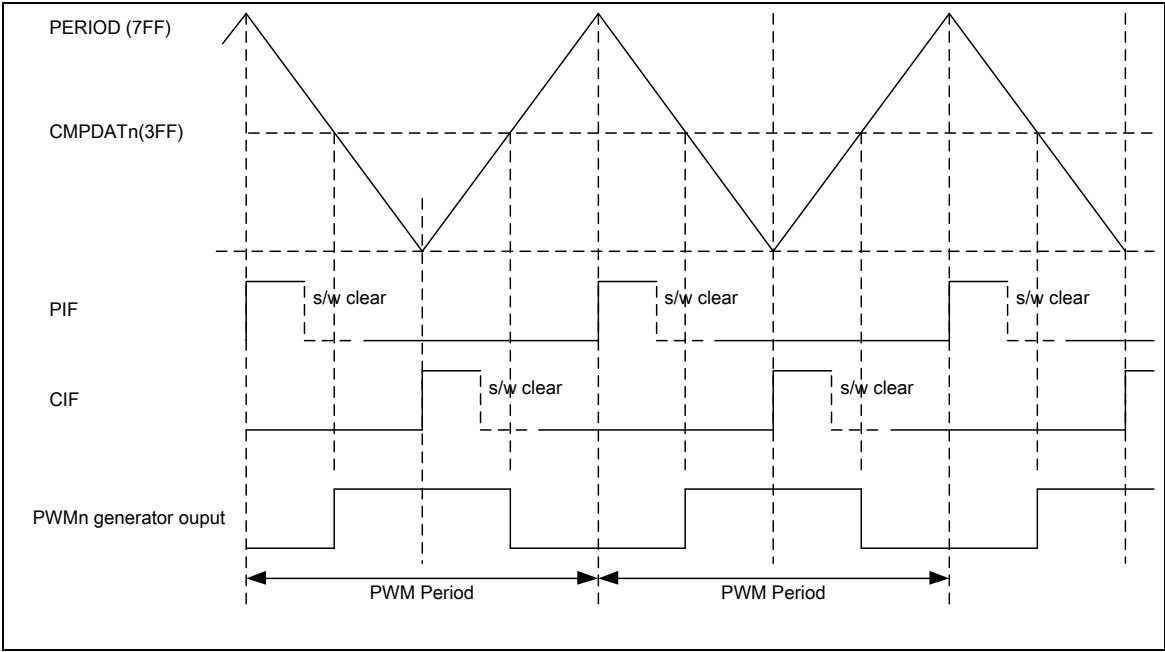 PERIOD (7FF)
CMPDATn(3FF)
PIF
s/w clear
s/w clear
s/w clear
CIF
s/w clear
s/w clear
PWMn generator ouput
PWM Period
PWM Period